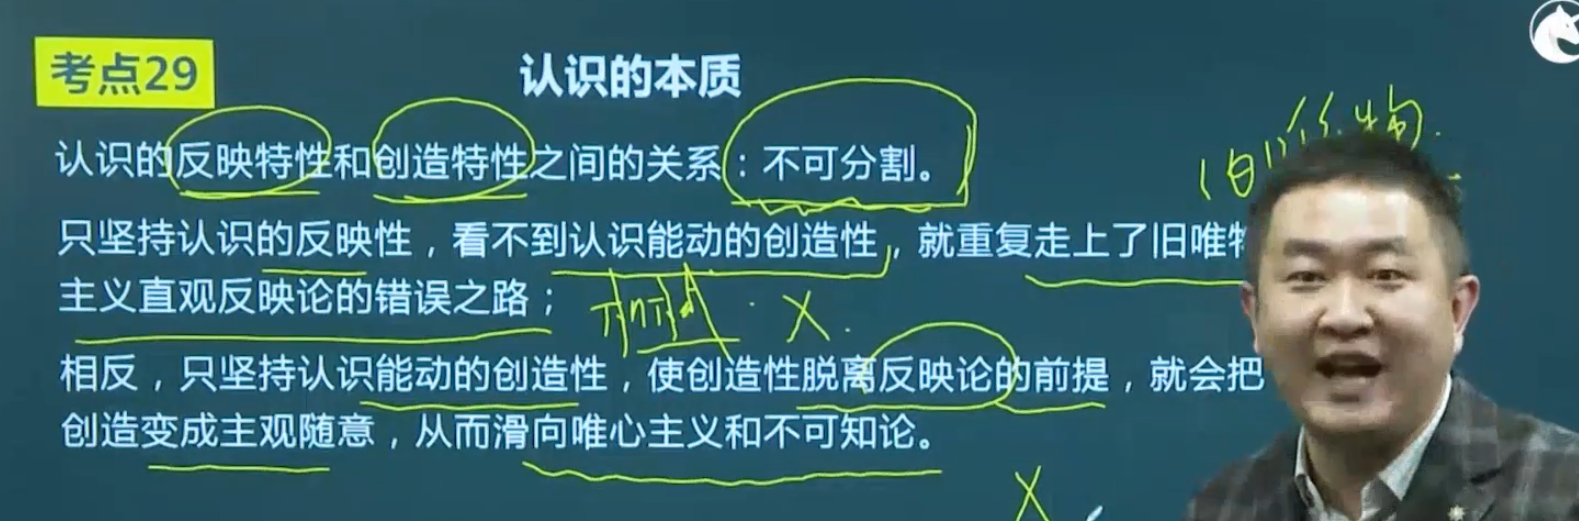 考点29
认识的本质
认识的反映特性和创造特性之间的关系：不可分割。
只坚持认识的反映性，看不到认识能动的创造性，就重复走上了旧唯物
主义直观反映论的错误之路；
相反，只坚持认识能动的创造性，使创造性脱离反映论的前提，就会把
创造变成主观随意，从而滑向唯心主义和不可知论。